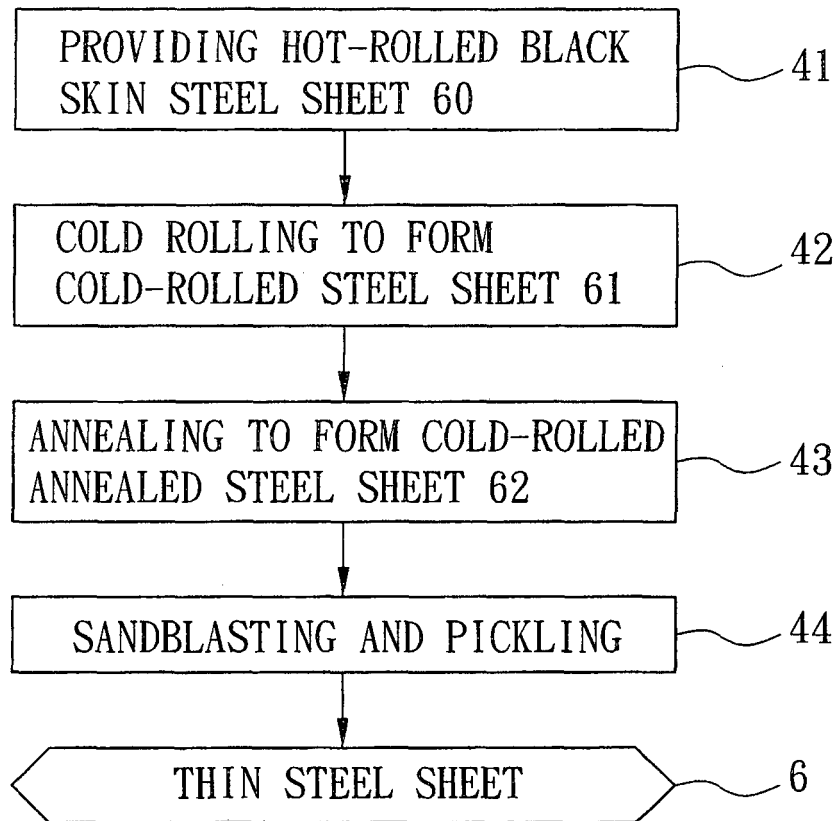 PROVIDING HOT-ROLLED BLACK
SKIN STEEL SHEET 60
41
COLD ROLLING TO FORM
COLD-ROLLED STEEL SHEET 61
42
ANNEALING TO FORM COLD-ROLLED
ANNEALED STEEL SHEET 62
43
SANDBLASTING AND PICKLING
44
THIN STEEL SHEET
6